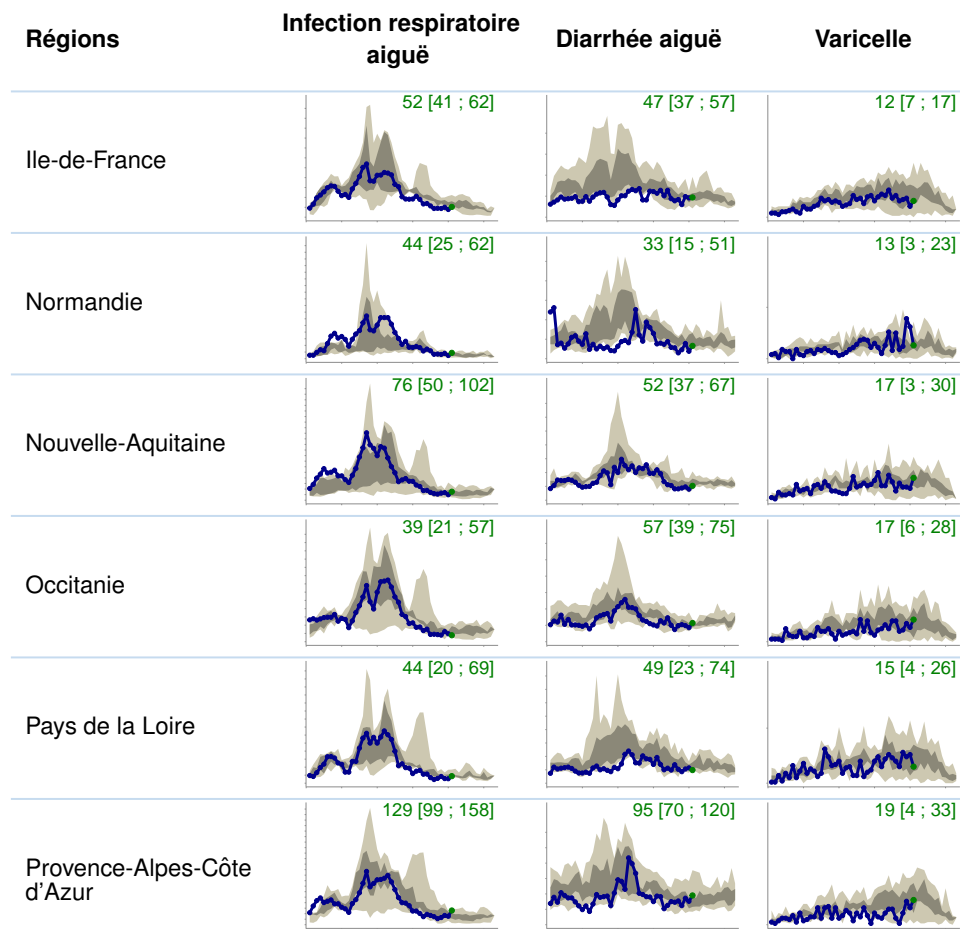 Régions
Infection respiratoire
aiguë
Diarrhée aiguë
Varicelle
Ile-de-France
52 [41 ; 62]
47 [37 ; 57]
12 [7 ; 17]
Normandie
44 [25 ; 62]
33 [15 ; 51]
13 [3 ; 23]
Nouvelle-Aquitaine
76 [50 ; 102]
52 [37 ; 67]
17 [3 ; 30]
Occitanie
39 [21 ; 57]
57 [39 ; 75]
17 [6 ; 28]
Pays de la Loire
44 [20 ; 69]
49 [23 ; 74]
15 [4 ; 26]
Provence-Alpes-Côte
d'Azur
129 [99 ; 158]
95 [70 ; 120]
19 [4 ; 33]